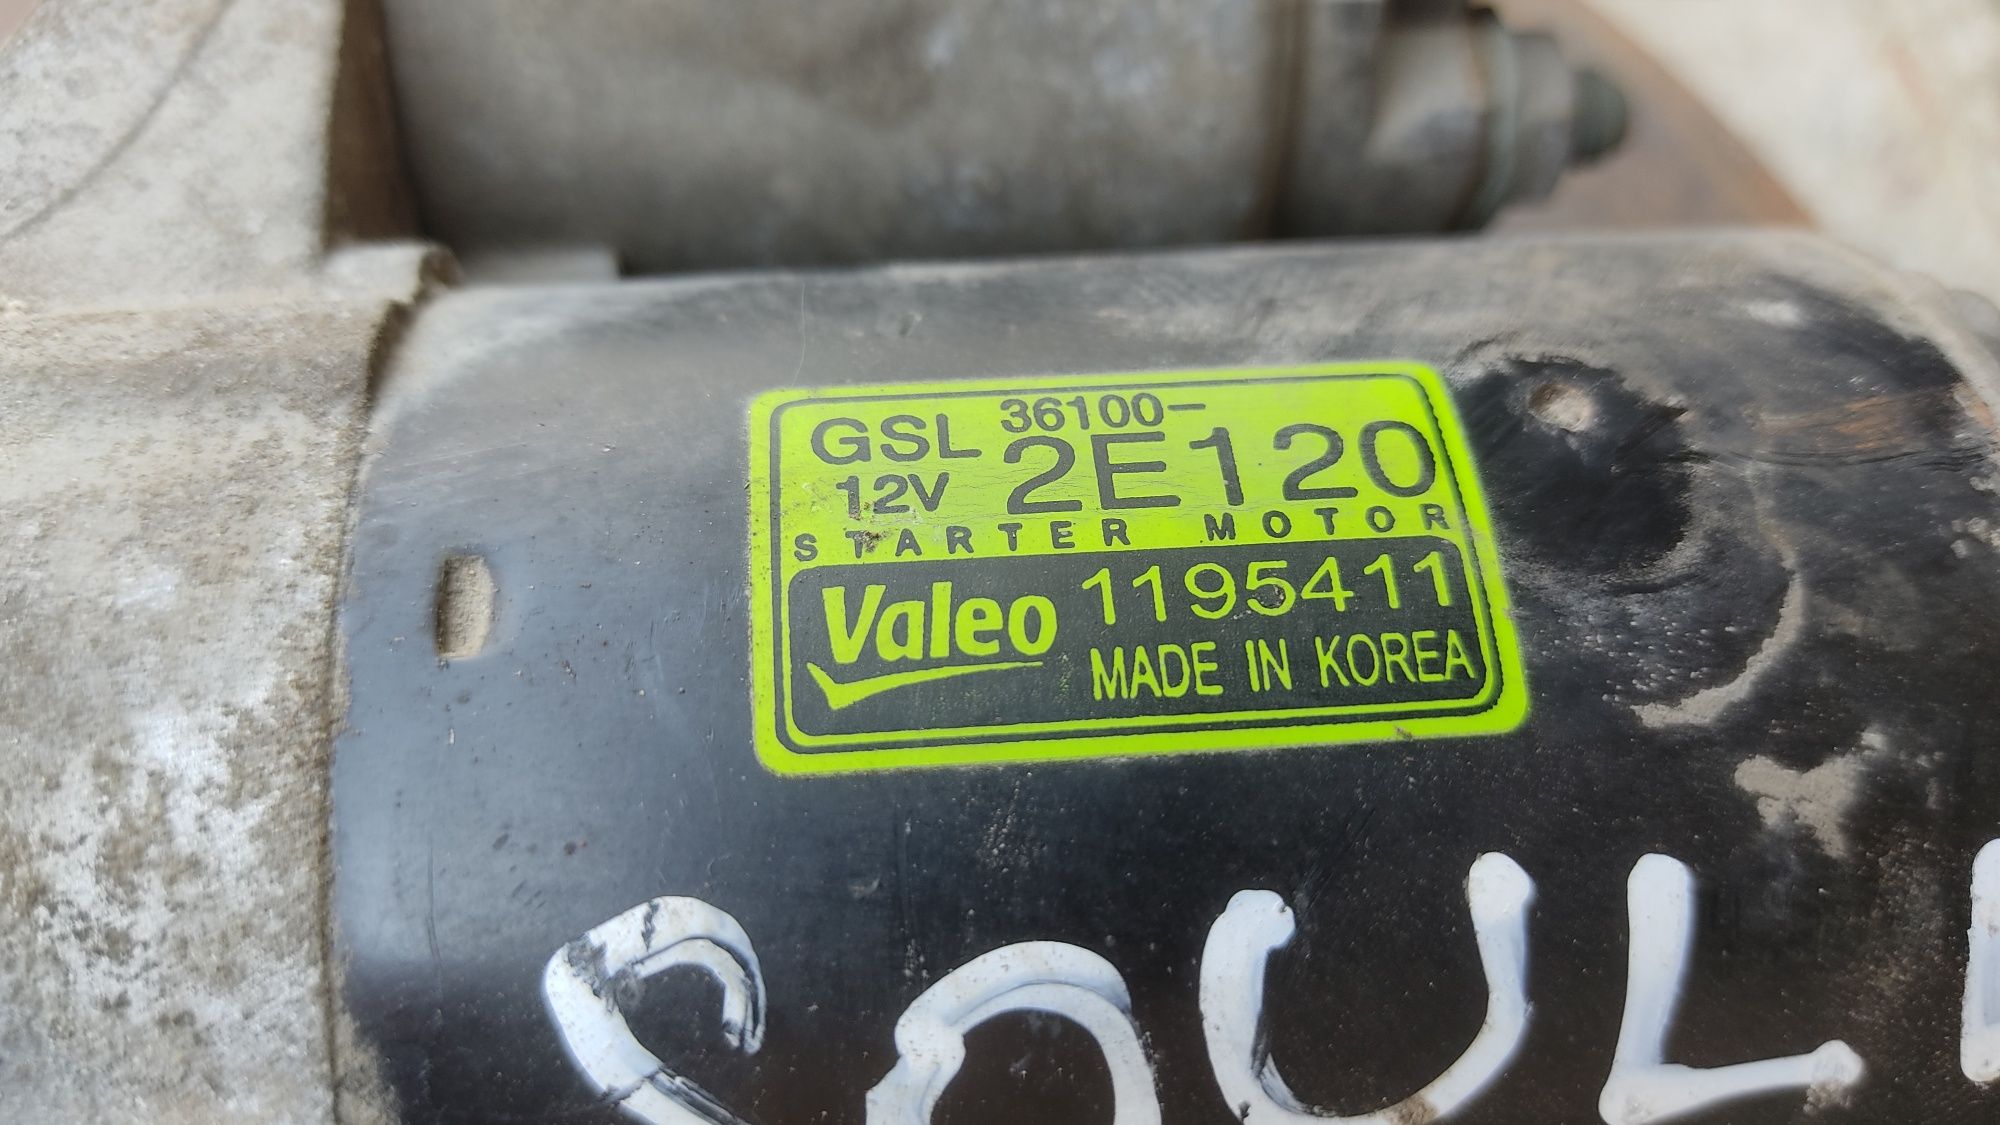 GSL 36100-
12V 2E120
STARTER MOTOR
Valeo 1195411
MADE IN KOREA
SOUL